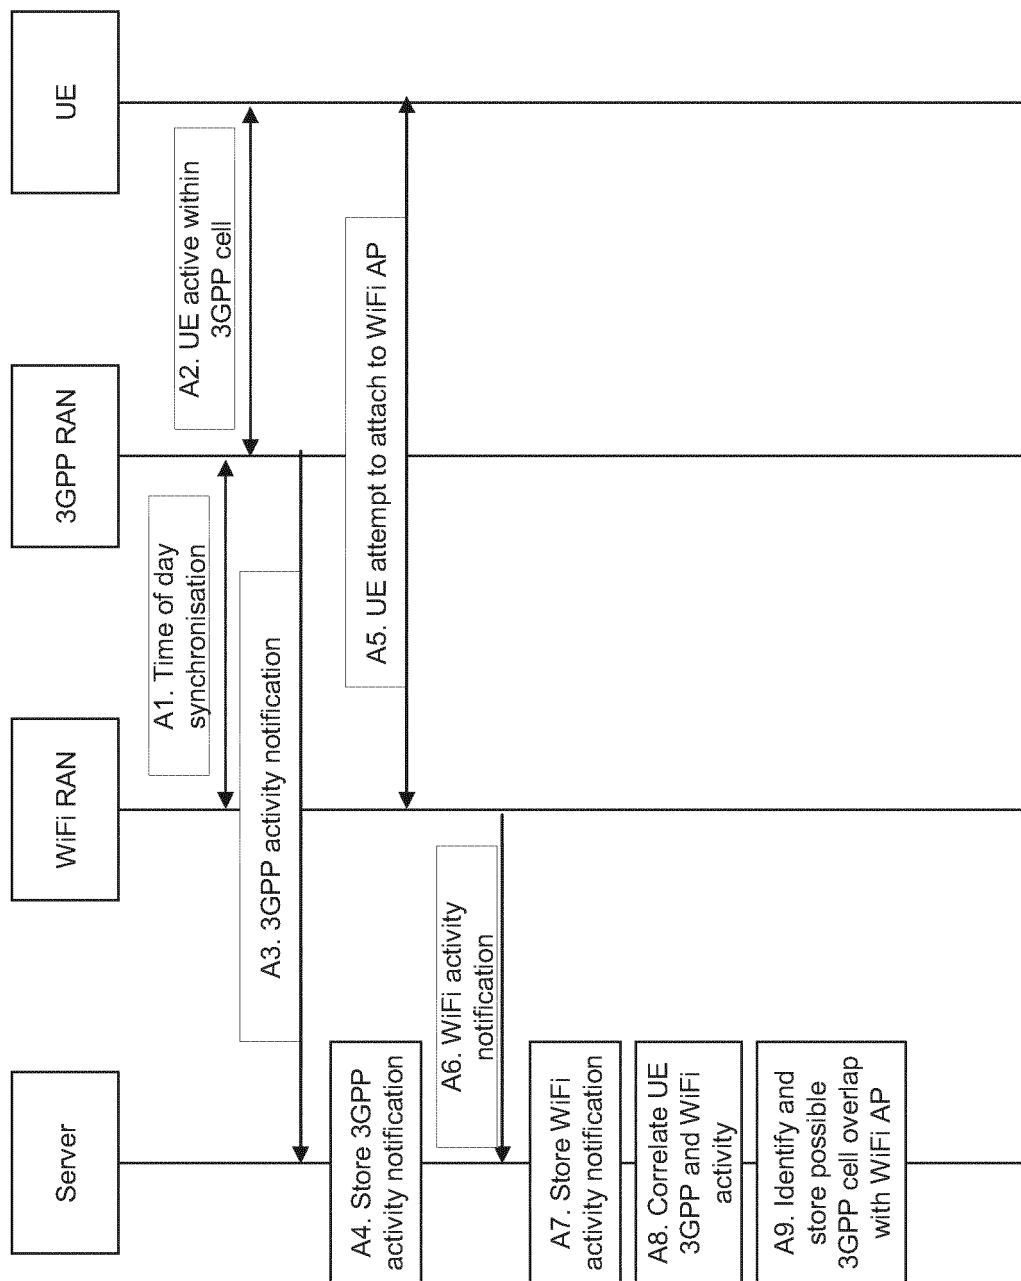 Server
WiFi RAN
3GPP RAN
UE
A1. Time of day
synchronisation
A2. UE active within
3GPP cell
A3. 3GPP activity notification
A4. Store 3GPP
activity notification
A5. UE attempt to attach to WiFi AP
A6. WiFi activity
notification
A7. Store WiFi
activity notification
A8. Correlate UE
3GPP and WiFi
activity
A9. Identify and
store possible
3GPP cell overlap
with WiFi AP